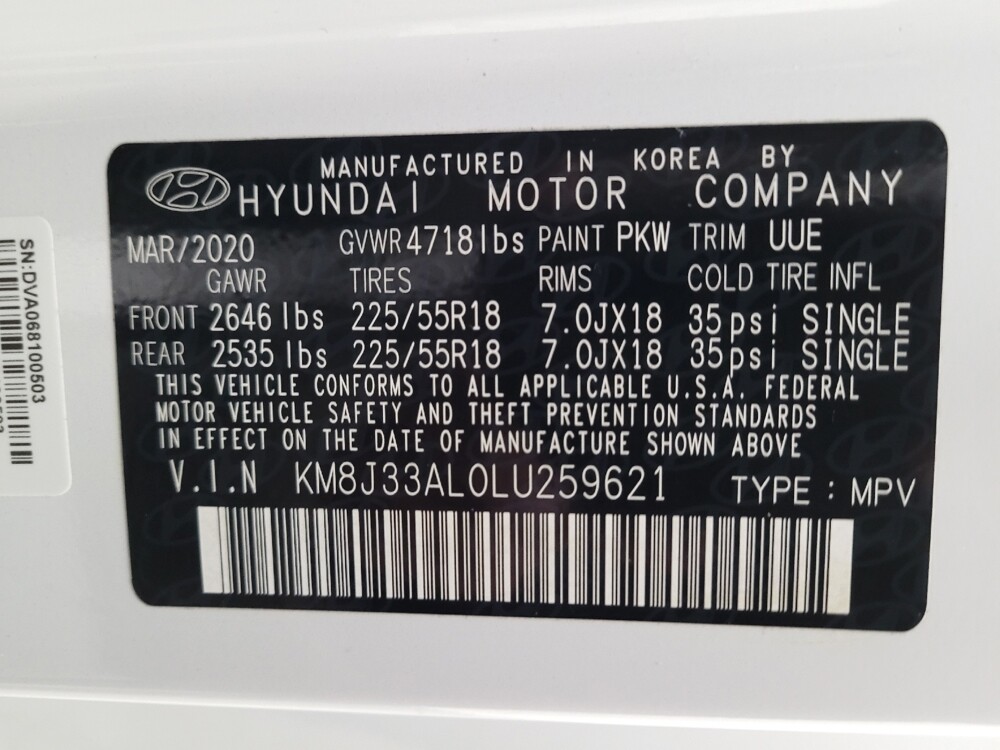 MANUFACTURED IN KOREA BY
HYUNDAI MOTOR COMPANY
MAR/2020 GVWR 4718lbs PAINT PKW TRIM UUE
GAWR TIRES RIMS COLD TIRE INFL
FRONT 2646 lbs 225/55R18 7.0JX18 35psi SINGLE
REAR 2535 lbs 225/55R18 7.0JX18 35psi SINGLE
THIS VEHICLE CONFORMS TO ALL APPLICABLE U.S.A. FEDERAL
MOTOR VEHICLE SAFETY AND THEFT PREVENTION STANDARDS
IN EFFECT ON THE DATE OF MANUFACTURE SHOWN ABOVE
V.I.N KM8J33AL0LU259621 TYPE : MPV
SN:DVA068100503